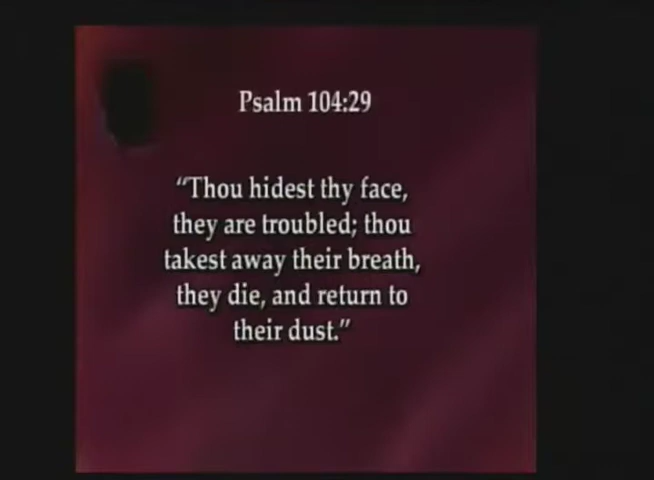 Psalm 104:29
“Thou hidest thy face,
they are troubled; thou
takest away their breath,
they die, and return to
their dust.”